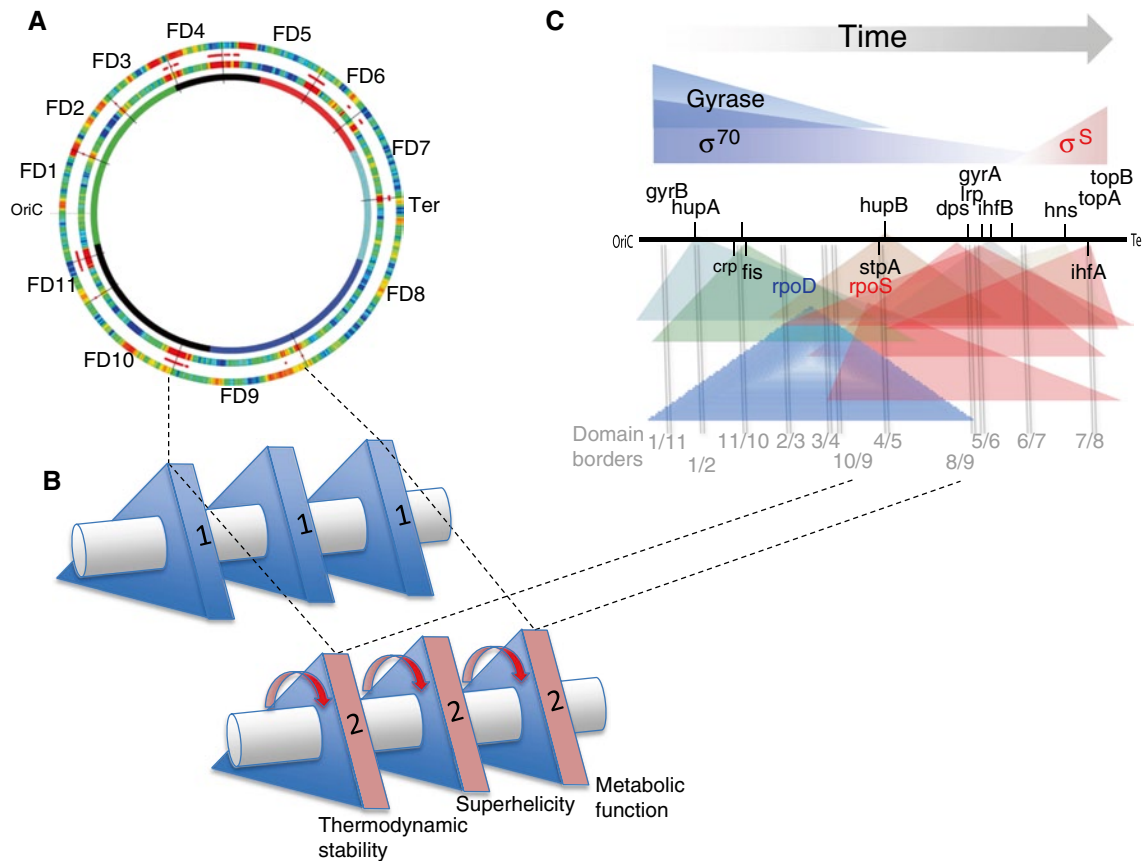 A
FD4
FD5
FD3
FD6
FD2
FD7
FD1
OriC
Ter
FD11
FD8
FD10
FD9
B
1
1
1
2
2
2
Thermodynamic
stability
Superhelicity
Metabolic
function
C
Time
Gyrase
σ70
σS
gyrB
hupA
hupB
gyrA
lrp
dps
ihfB
hns
topB
topA
OriC
Te
crp
fis
rpoD
stpA
rpoS
ihfA
Domain
borders
1/11
1/2
11/10
2/3
3/4
10/9
4/5
8/9
5/6
6/7
7/8